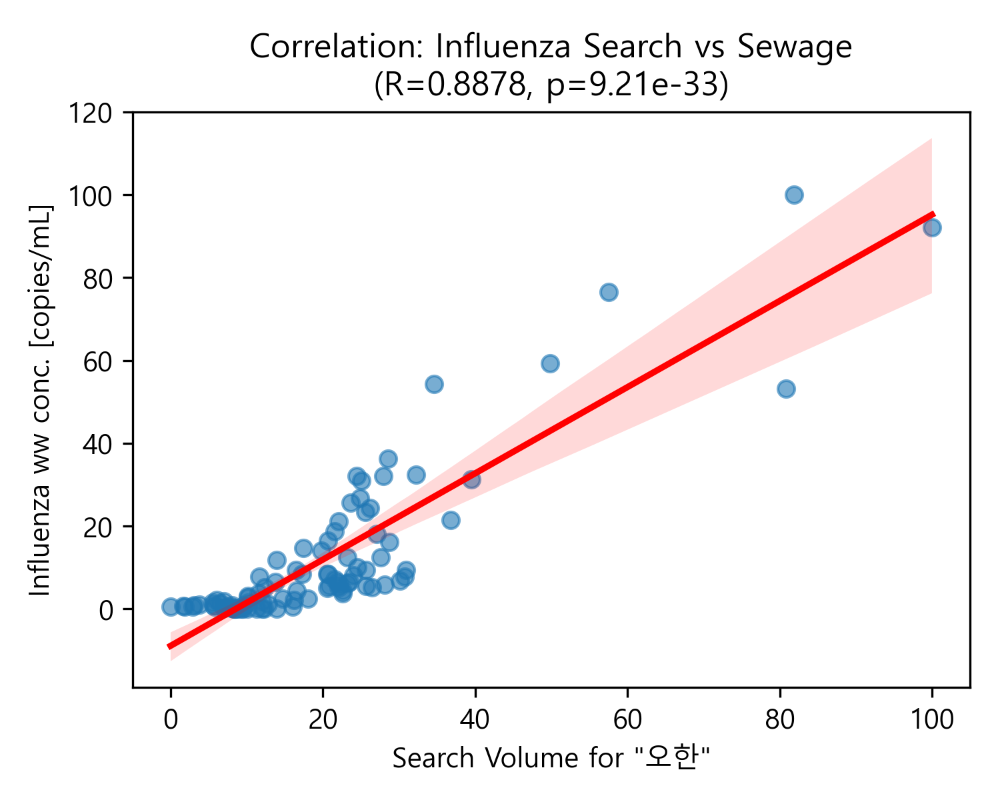 Correlation: Influenza Search vs Sewage
(R=0.8878, p=9.21e-33)
120
100
80
60
40
20
0
Influenza ww conc. [copies/mL]
0 20 40 60 80 100
Search Volume for "오한"